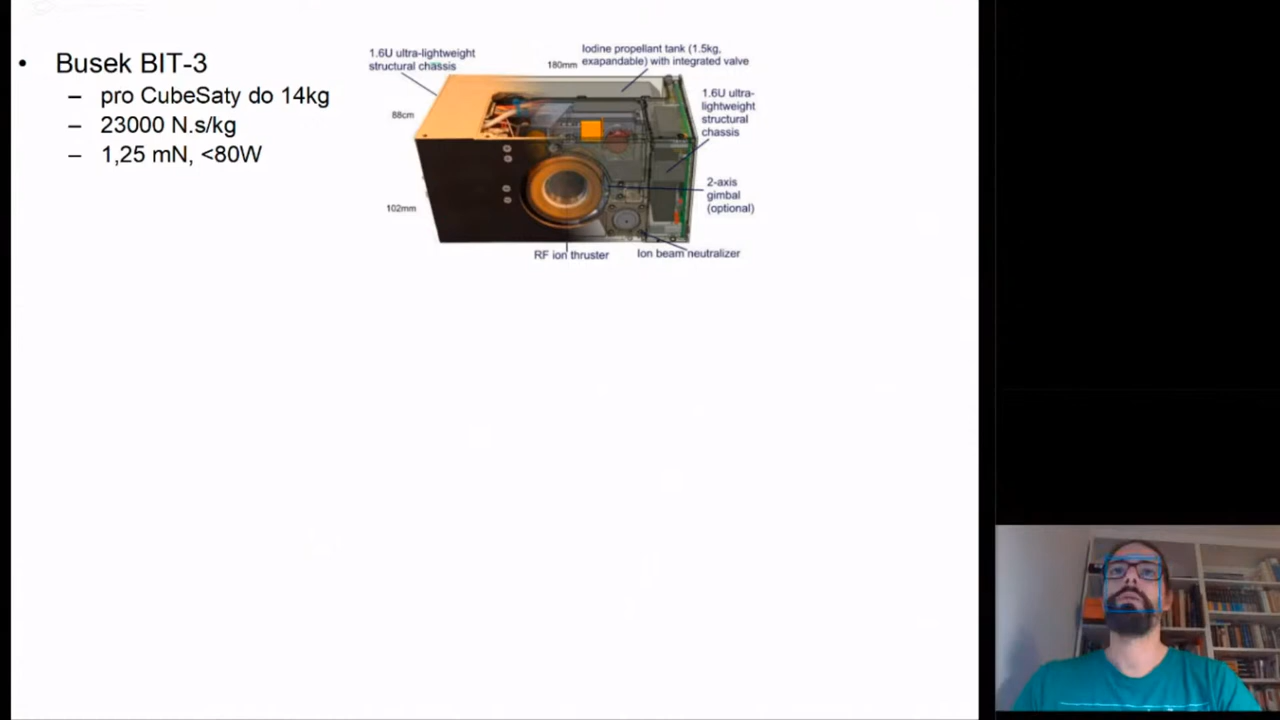 • Busek BIT-3
– pro CubeSaty do 14kg
– 23000 N.s/kg
– 1,25 mN, <80W
1.6U ultra-lightweight
structural chassis
180mm
Iodine propellant tank (1.5kg,
exapandable) with integrated valve
88cm
1.6U ultra-
lightweight
structural
chassis
2-axis
gimbal
(optional)
102mm
RF ion thruster
Ion beam neutralizer